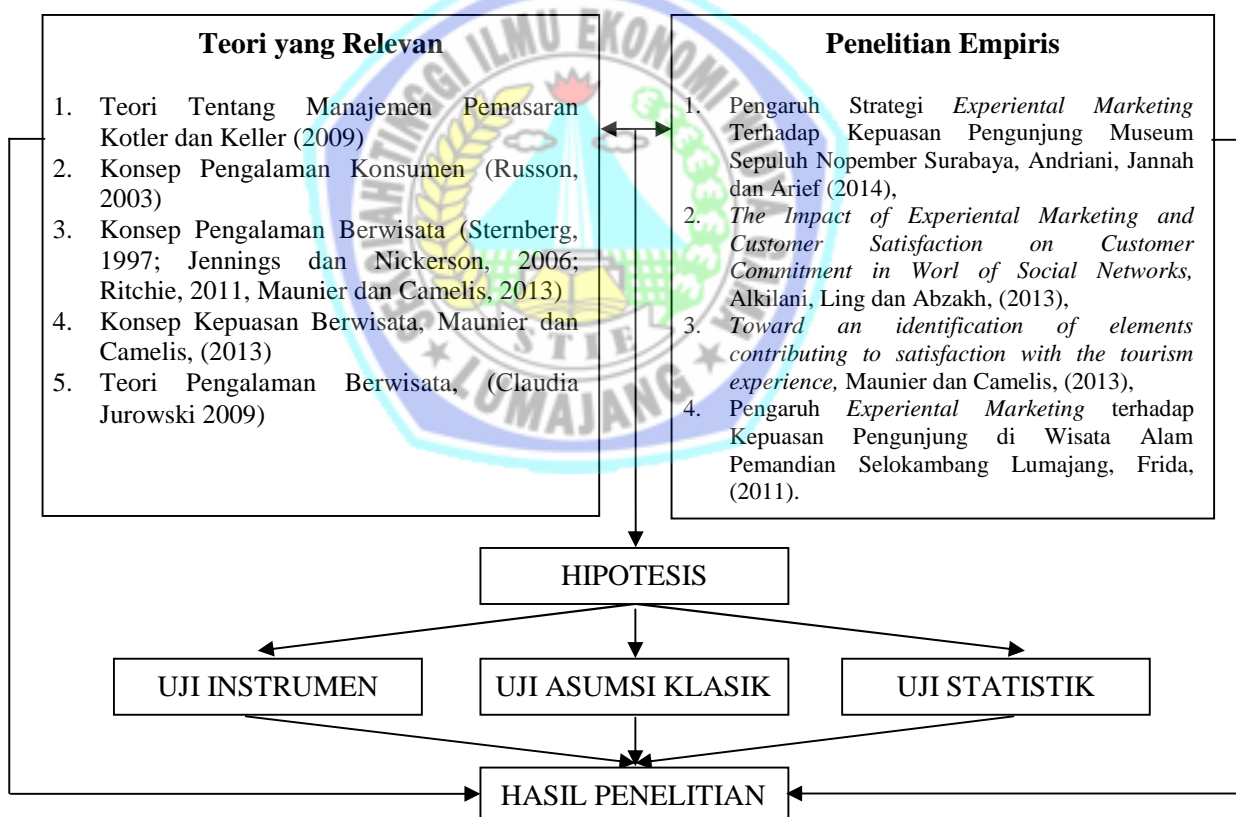 Teori yang Relevan
1. Teori Tentang Manajemen Pemasaran
Kotler dan Keller (2009)
2. Konsep Pengalaman Konsumen (Russon,
2003)
3. Konsep Pengalaman Berwisata (Sternberg,
1997; Jennings dan Nickerson, 2006;
Ritchie, 2011, Maunier dan Camelis, 2013)
4. Konsep Kepuasan Berwisata, Maunier dan
Camelis, (2013)
5. Teori Pengalaman Berwisata, (Claudia
Jurowski 2009)
Penelitian Empiris
1. Pengaruh Strategi Experiental Marketing
Terhadap Kepuasan Pengunjung Museum
Sepuluh Nopember Surabaya, Andriani, Jannah
dan Arief (2014),
2. The Impact of Experiental Marketing and
Customer Satisfaction on Customer
Commitment in Worl of Social Networks,
Alkilani, Ling dan Abzakh, (2013),
3. Toward an identification of elements
contributing to satisfaction with the tourism
experience, Maunier dan Camelis, (2013),
4. Pengaruh Experiental Marketing terhadap
Kepuasan Pengunjung di Wisata Alam
Pemandian Selokambang Lumajang, Frida,
(2011).
HIPOTESIS
UJI INSTRUMEN
UJI ASUMSI KLASIK
UJI STATISTIK
HASIL PENELITIAN
ILMU EKONOMI
STIE
LUMAJANG